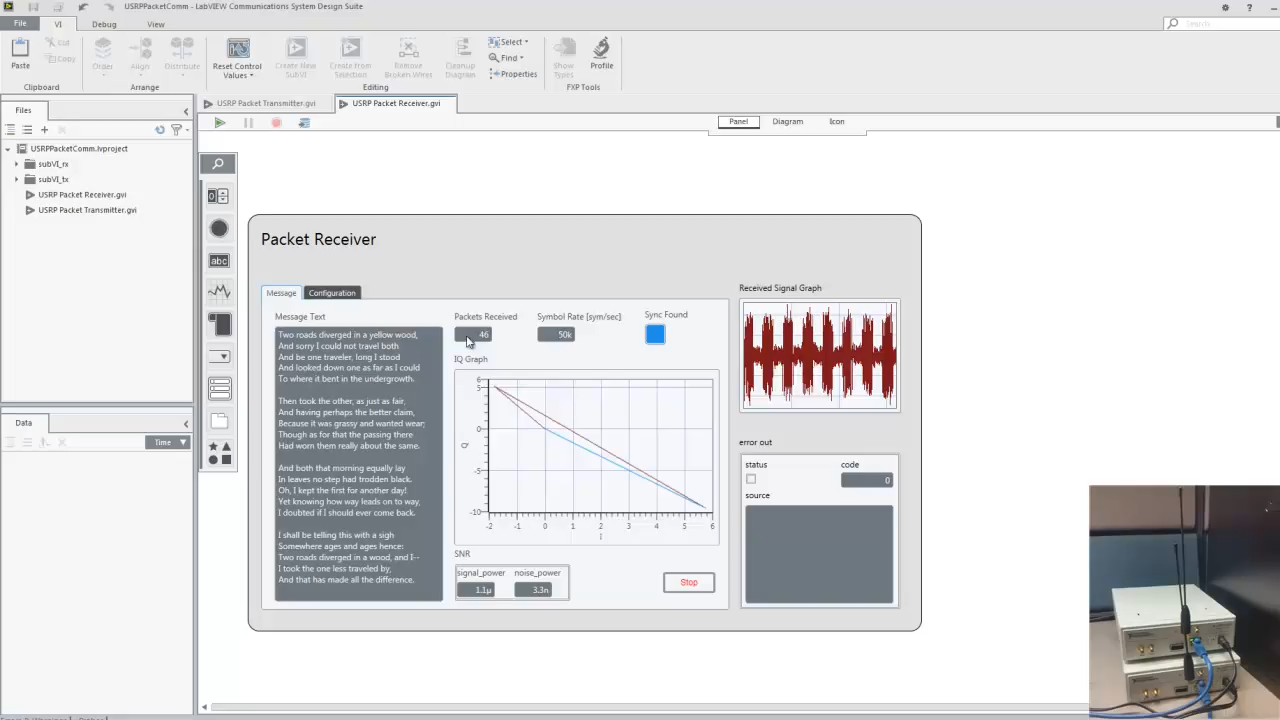 USRPPacketComm - LabVIEW Communications System Design Suite
File
VI
Debug
View
Search
Paste
Cut
Copy
Clipboard
Order
Align
Distribute
Arrange
Reset Control
Values
Create New
SubVI
Create from
Selection
Remove
Broken Wires
Cleanup
Diagram
Select
Find
Properties
Editing
Show
Types
Profile
FXP Tools
Files
USRP Packet Transmitter.gvi
USRP Packet Receiver.gvi
Panel
Diagram
Icon
USRPPacketComm.lvproject
subVI_rx
subVI_tx
USRP Packet Receiver.gvi
USRP Packet Transmitter.gvi
abc
Data
Time
Packet Receiver
Message
Configuration
Message Text
Two roads diverged in a yellow wood,
And sorry I could not travel both
And be one traveler, long I stood
And looked down one as far as I could
To where it bent in the undergrowth.
Then took the other, as just as fair,
And having perhaps the better claim,
Because it was grassy and wanted wear;
Though as for that the passing there
Had worn them really about the same.
And both that morning equally lay
In leaves no step had trodden black.
Oh, I kept the first for another day!
Yet knowing how way leads on to way,
I doubted if I should ever come back.
I shall be telling this with a sigh
Somewhere ages and ages hence:
Two roads diverged in a wood, and I--
I took the one less traveled by,
And that has made all the difference.
Packets Received
46
Symbol Rate [sym/sec]
50k
Sync Found
IQ Graph
6
5
0
-5
-10
Q
-2 -1 0 1 2 3 4 5 6
I
SNR
signal_power
1.1μ
noise_power
3.3n
Stop
Received Signal Graph
error out
status
code
0
source